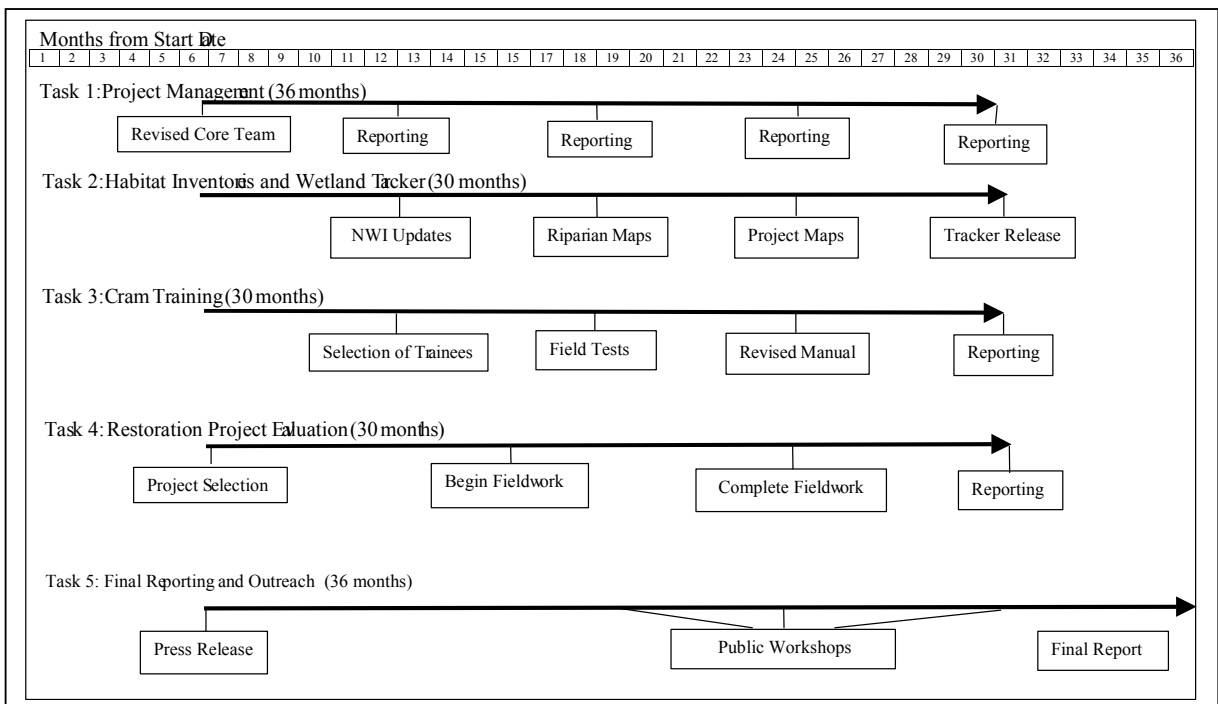 Months from Start Date
1 2 3 4 5 6 7 8 9 10 11 12 13 14 15 15 17 18 19 20 21 22 23 24 25 26 27 28 29 30 31 32 33 34 35 36
Task 1: Project Management (36 months)
Revised Core Team Reporting Reporting Reporting Reporting
Task 2: Habitat Inventories and Wetland Tracker (30 months)
NWI Updates Riparian Maps Project Maps Tracker Release
Task 3: Cram Training (30 months)
Selection of Trainees Field Tests Revised Manual Reporting
Task 4: Restoration Project Evaluation (30 months)
Project Selection Begin Fieldwork Complete Fieldwork Reporting
Task 5: Final Reporting and Outreach (36 months)
Press Release Public Workshops Final Report